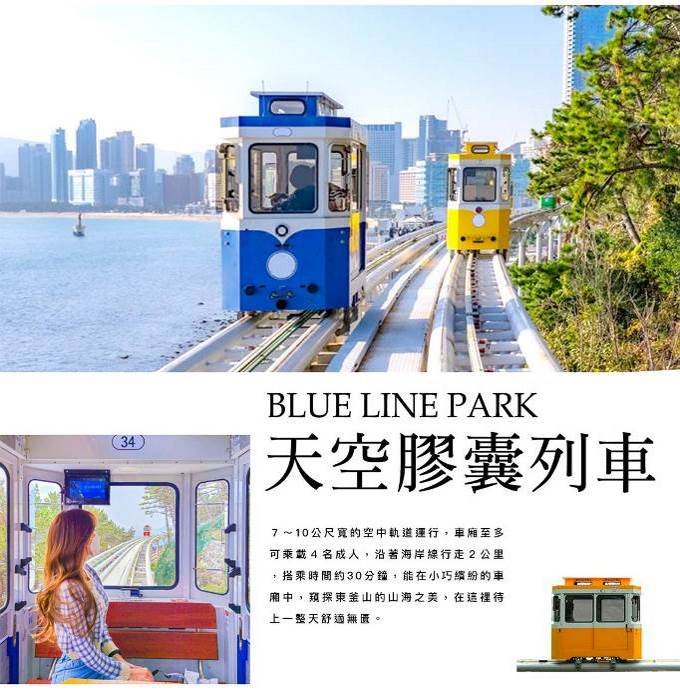 BLUE LINE PARK
天空膠囊列車
34
7～10公尺寬的空中軌道運行，車廂至多
可乘載4名成人，沿著海岸線行走2公里
，搭乘時間約30分鐘，能在小巧繽紛的車
廂中，窺探東釜山的山海之美，在這裡待
上一整天舒適無匱。